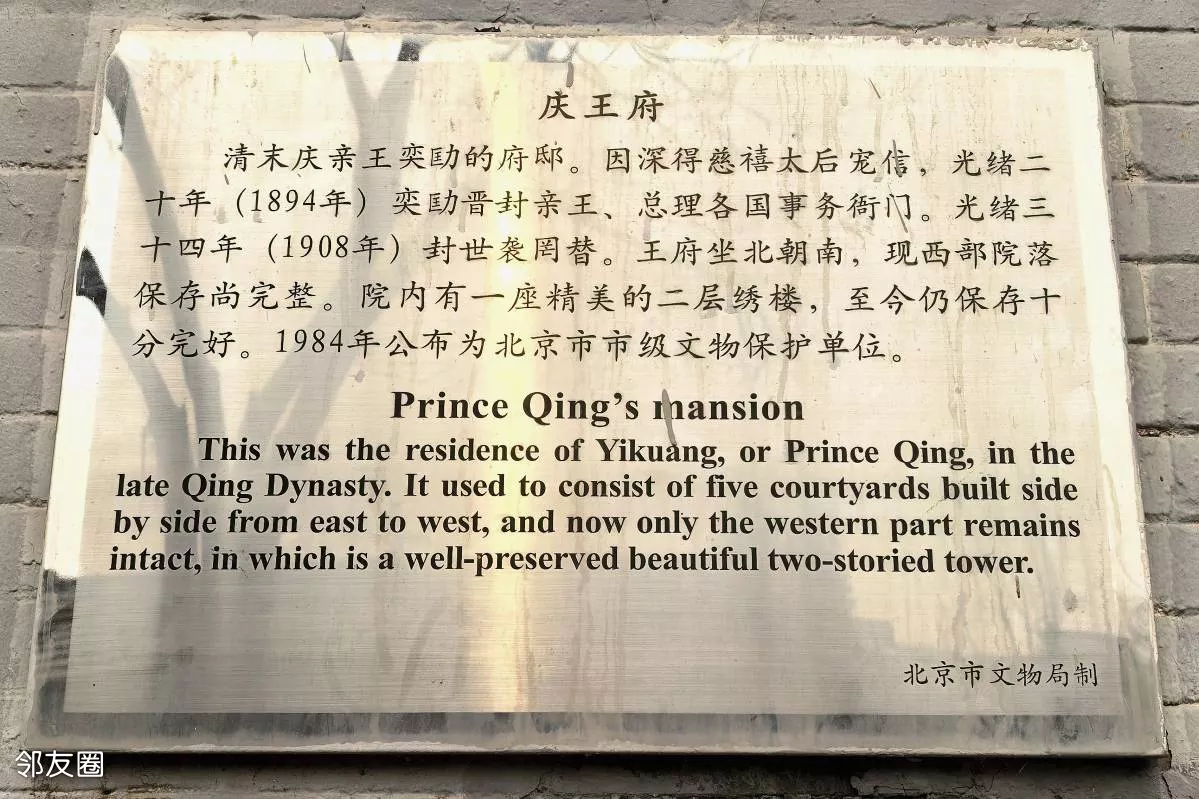 庆王府
清末庆亲王奕劻的府邸。因深得慈禧太后宠信，光绪二
十年（1894年）奕劻晋封亲王、总理各国事务衙门。光绪三
十四年（1908年）封世袭罔替。王府坐北朝南，现西部院落
保存尚完整。院内有一座精美的二层绣楼，至今仍保存十
分完好。1984年公布为北京市市级文物保护单位。
Prince Qing's mansion
This was the residence of Yikuang, or Prince Qing, in the
late Qing Dynasty. It used to consist of five courtyards built side
by side from east to west, and now only the western part remains
intact, in which is a well-preserved beautiful two-storied tower.
北京市文物局制
邻友圈